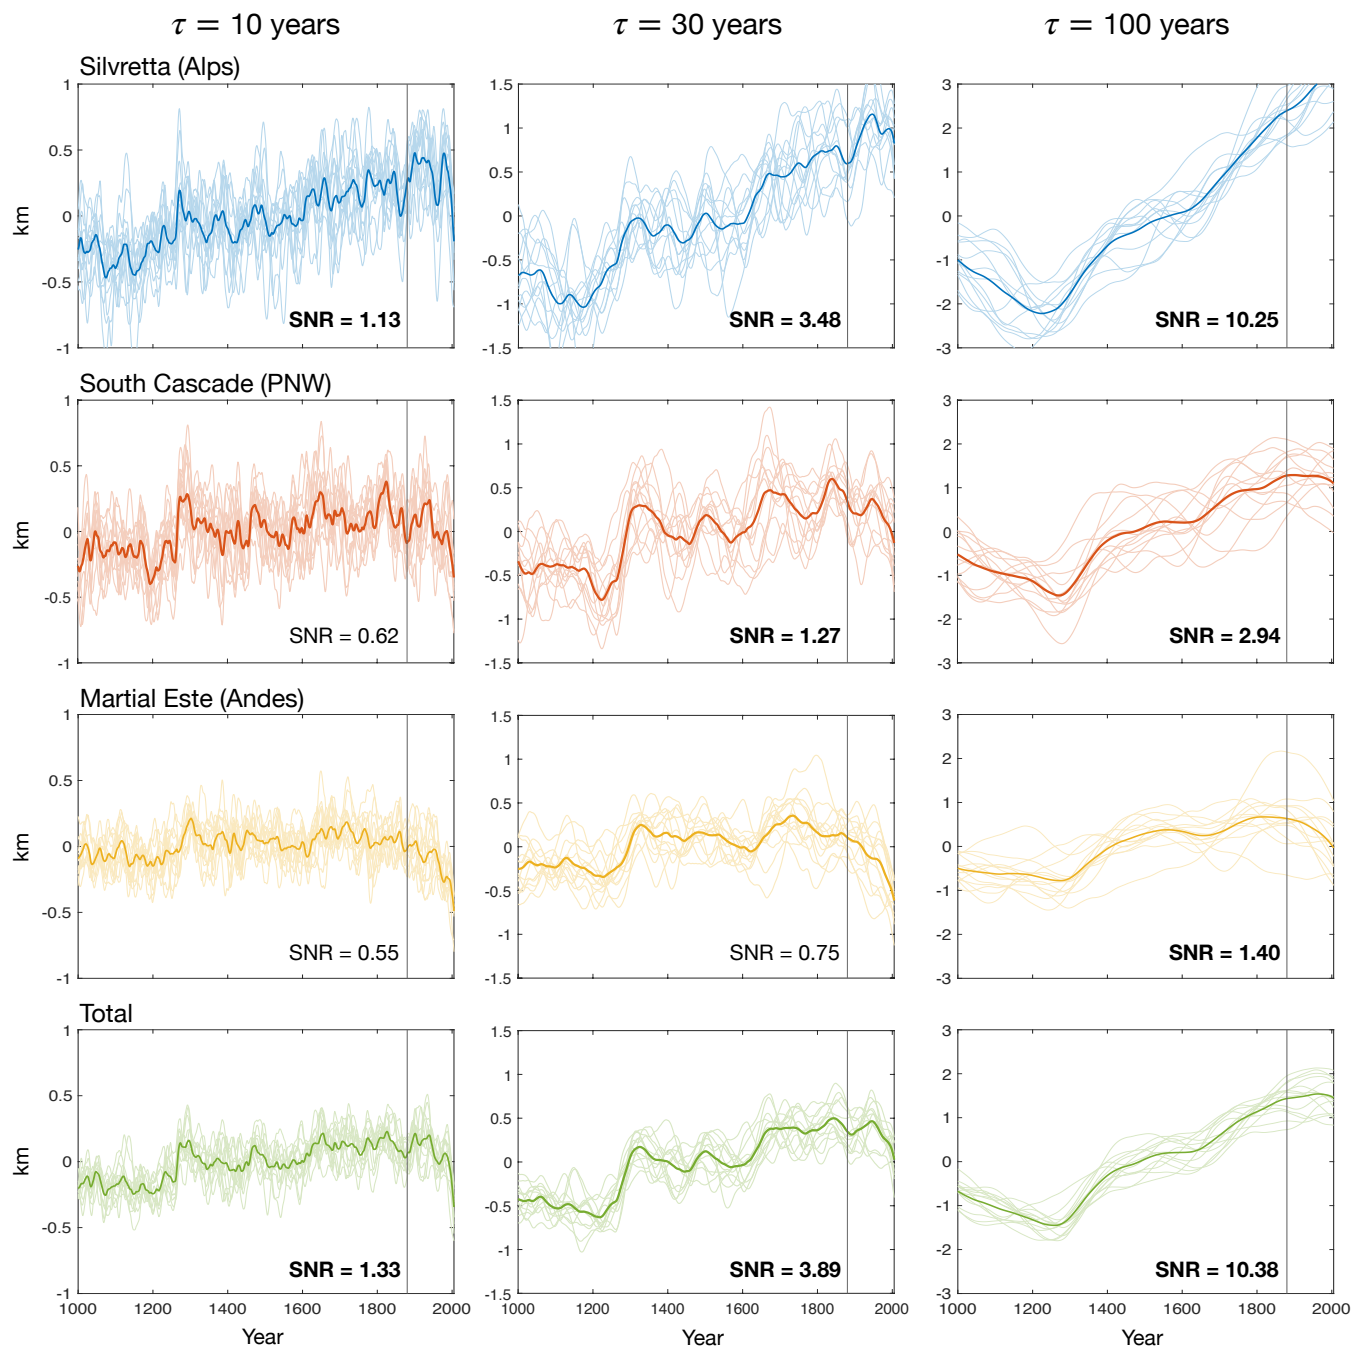 τ = 10 years
τ = 30 years
τ = 100 years
Silvretta (Alps)
1
0.5
0
-0.5
-1
km
SNR = 1.13
1.5
1
0.5
0
-0.5
-1
-1.5
SNR = 3.48
3
2
1
0
-1
-2
-3
SNR = 10.25
South Cascade (PNW)
1
0.5
0
-0.5
-1
km
SNR = 0.62
1.5
1
0.5
0
-0.5
-1
-1.5
SNR = 1.27
3
2
1
0
-1
-2
-3
SNR = 2.94
Martial Este (Andes)
1
0.5
0
-0.5
-1
km
SNR = 0.55
1.5
1
0.5
0
-0.5
-1
-1.5
SNR = 0.75
3
2
1
0
-1
-2
-3
SNR = 1.40
Total
1
0.5
0
-0.5
-1
km
SNR = 1.33
1000 1200 1400 1600 1800 2000
Year
1.5
1
0.5
0
-0.5
-1
-1.5
SNR = 3.89
1000 1200 1400 1600 1800 2000
Year
3
2
1
0
-1
-2
-3
SNR = 10.38
1000 1200 1400 1600 1800 2000
Year